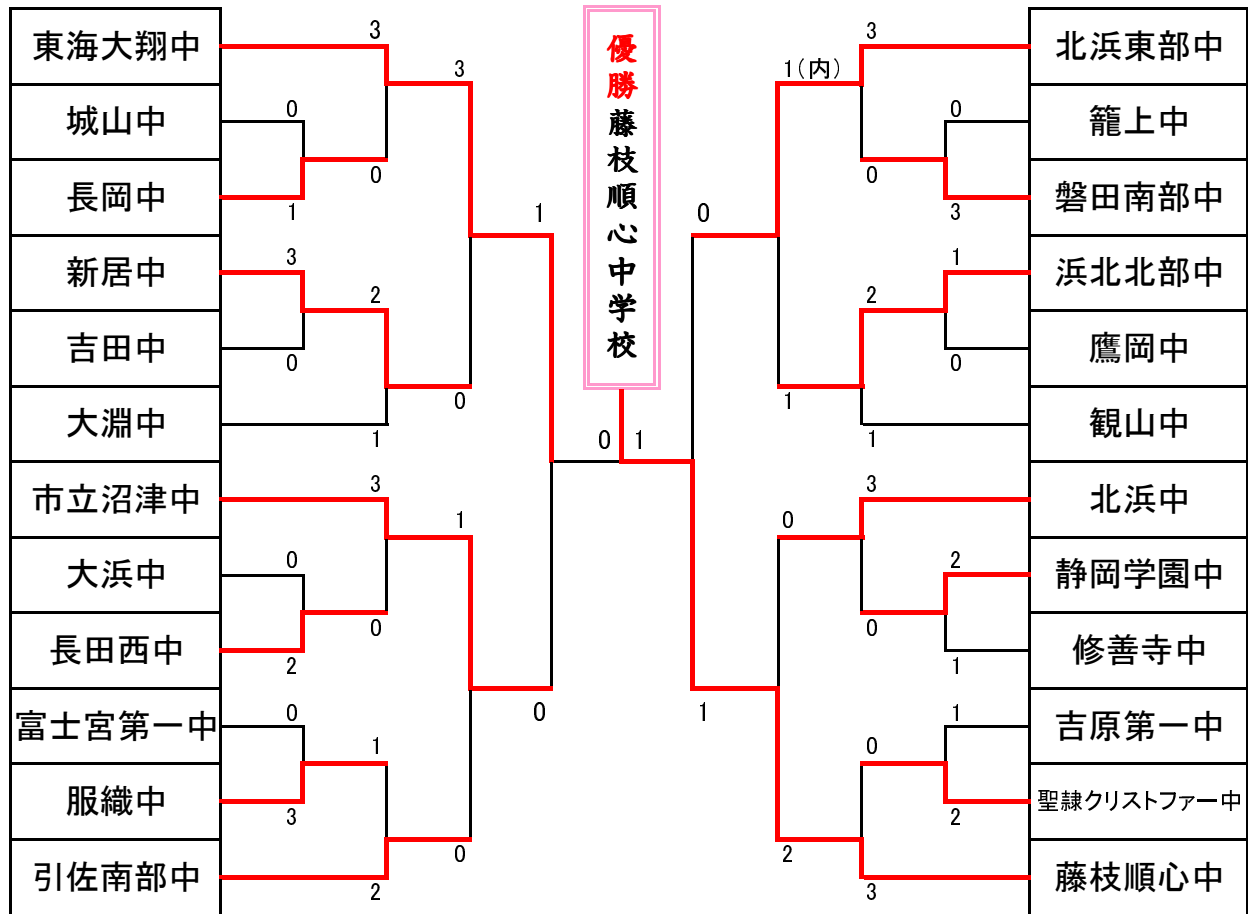 東海大翔中
城山中
長岡中
新居中
吉田中
大淵中
市立沼津中
大浜中
長田西中
富士宮第一中
服織中
引佐南部中
3
0
1
3
0
3
0
2
0
3
0
2
1
3
0
1
2
3
0
1
0
1
0
0
1
優勝藤枝順心中学校
0
1
1(内)
1
0
2
3
0
2
1
3
0
0
3
0
3
1
0
1
2
1
1
2
北浜東部中
籠上中
磐田南部中
浜北北部中
鷹岡中
観山中
北浜中
静岡学園中
修善寺中
吉原第一中
聖隷クリストファー中
藤枝順心中